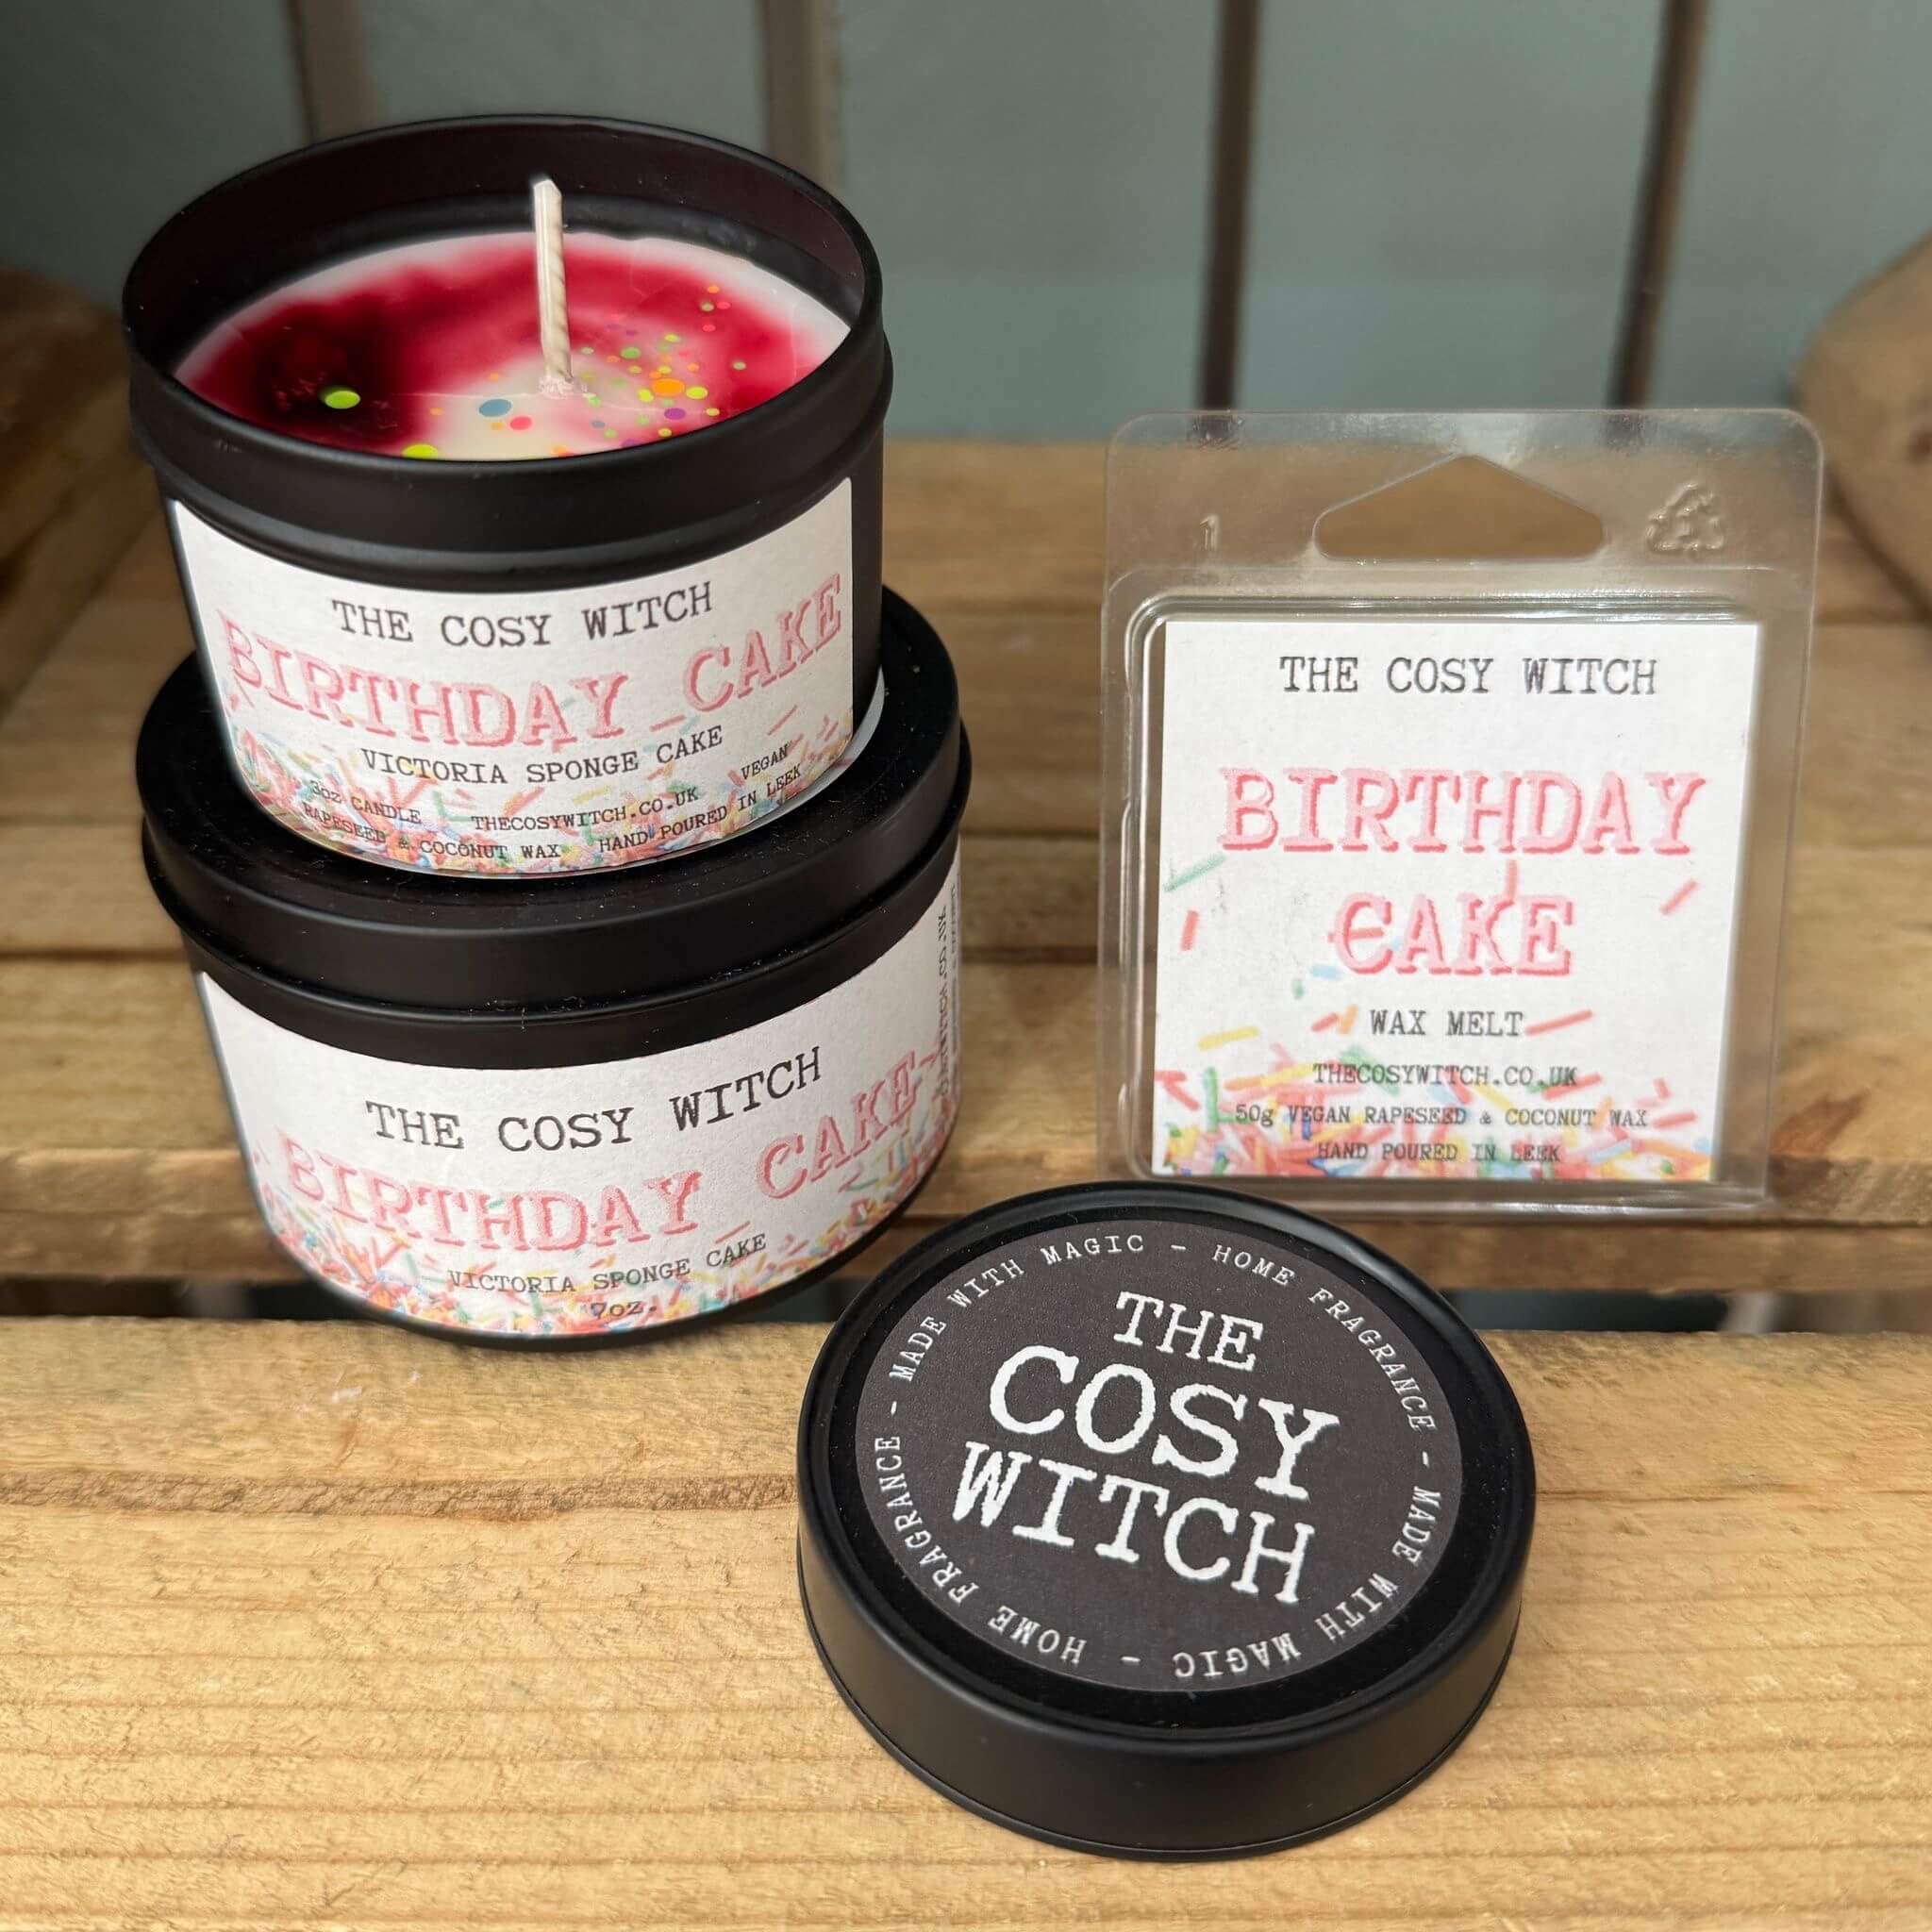 THE COSY WITCH
BIRTHDAY CAKE
VICTORIA SPONGE CAKE
3oz CANDLE THECOSYWITCH.CO.UK VEGAN
RAPESEED & COCONUT WAX HAND POURED IN LEEK
THE COSY WITCH
BIRTHDAY CAKE
VICTORIA SPONGE CAKE
7oz.
1
THE COSY WITCH
BIRTHDAY
CAKE
WAX MELT
THECOSYWITCH.CO.UK
50g VEGAN RAPESEED & COCONUT WAX
HAND POURED IN LEEK
MADE WITH MAGIC - HOME FRAGRANCE - MADE WITH MAGIC - HOME FRAGRANCE -
THE
COSY
WITCH